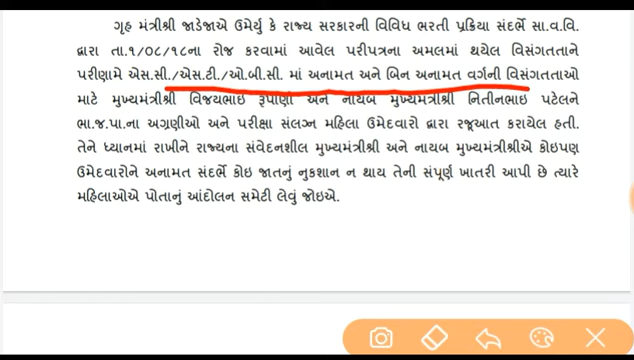 ગૃહ મંત્રીશ્રી જાડેજાએ ઉમેર્યુ કે રાજ્ય સરકારની વિવિધ ભરતી પ્રક્રિયા સંદર્ભે સા.વ.વિ.
દ્વારા તા.૧/૦૮/૧૮ના રોજ કરવામાં આવેલ પરીપત્રના અમલમાં થયેલ વિસંગતતાને
પરીણામે એસ.સી./એસ.ટી./ઓ.બી.સી. માં અનામત અને બિન અનામત વર્ગની વિસંગતતાઓ
માટે મુખ્યમંત્રીશ્રી વિજયભાઇ રૂપાણી અને નાયબ મુખ્યમંત્રીશ્રી નિતીનભાઇ પટેલને
ભા.જ.પા.ના અગ્રણીઓ અને પરીક્ષા સંલગ્ન મહિલા ઉમેદવારો દ્વારા રજૂઆત કરાયેલ હતી.
તેને ધ્યાનમાં રાખીને રાજ્યના સંવેદનશીલ મુખ્યમંત્રીશ્રી અને નાયબ મુખ્યમંત્રીશ્રીએ કોઇપણ
ઉમેદવારોને અનામત સંદર્ભે કોઇ જાતનું નુકશાન ન થાય તેની સંપૂર્ણ ખાતરી આપી છે ત્યારે
મહિલાઓએ પોતાનું આંદોલન સમેટી લેવું જોઇએ.